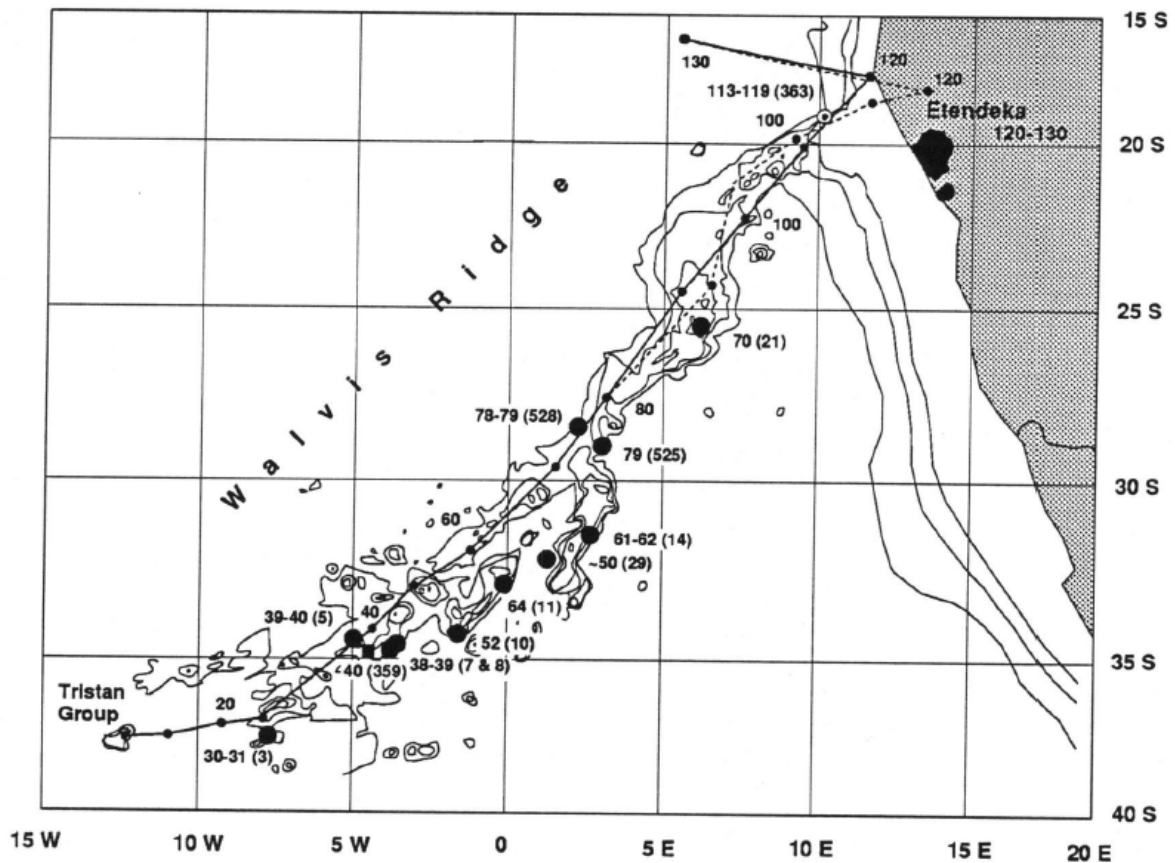 15 S
130
120
120
113-119 (363)
Etendeka
100
120-130
20 S
Walvis Ridge
100
25 S
70 (21)
80
78-79 (528)
79 (525)
30 S
60
61-62 (14)
~50 (29)
64 (11)
39-40 (5)
40
52 (10)
38-39 (7 & 8)
40 (359)
35 S
Tristan
Group
20
30-31 (3)
40 S
15 W
10 W
5 W
0
5 E
10 E
15 E
20 E